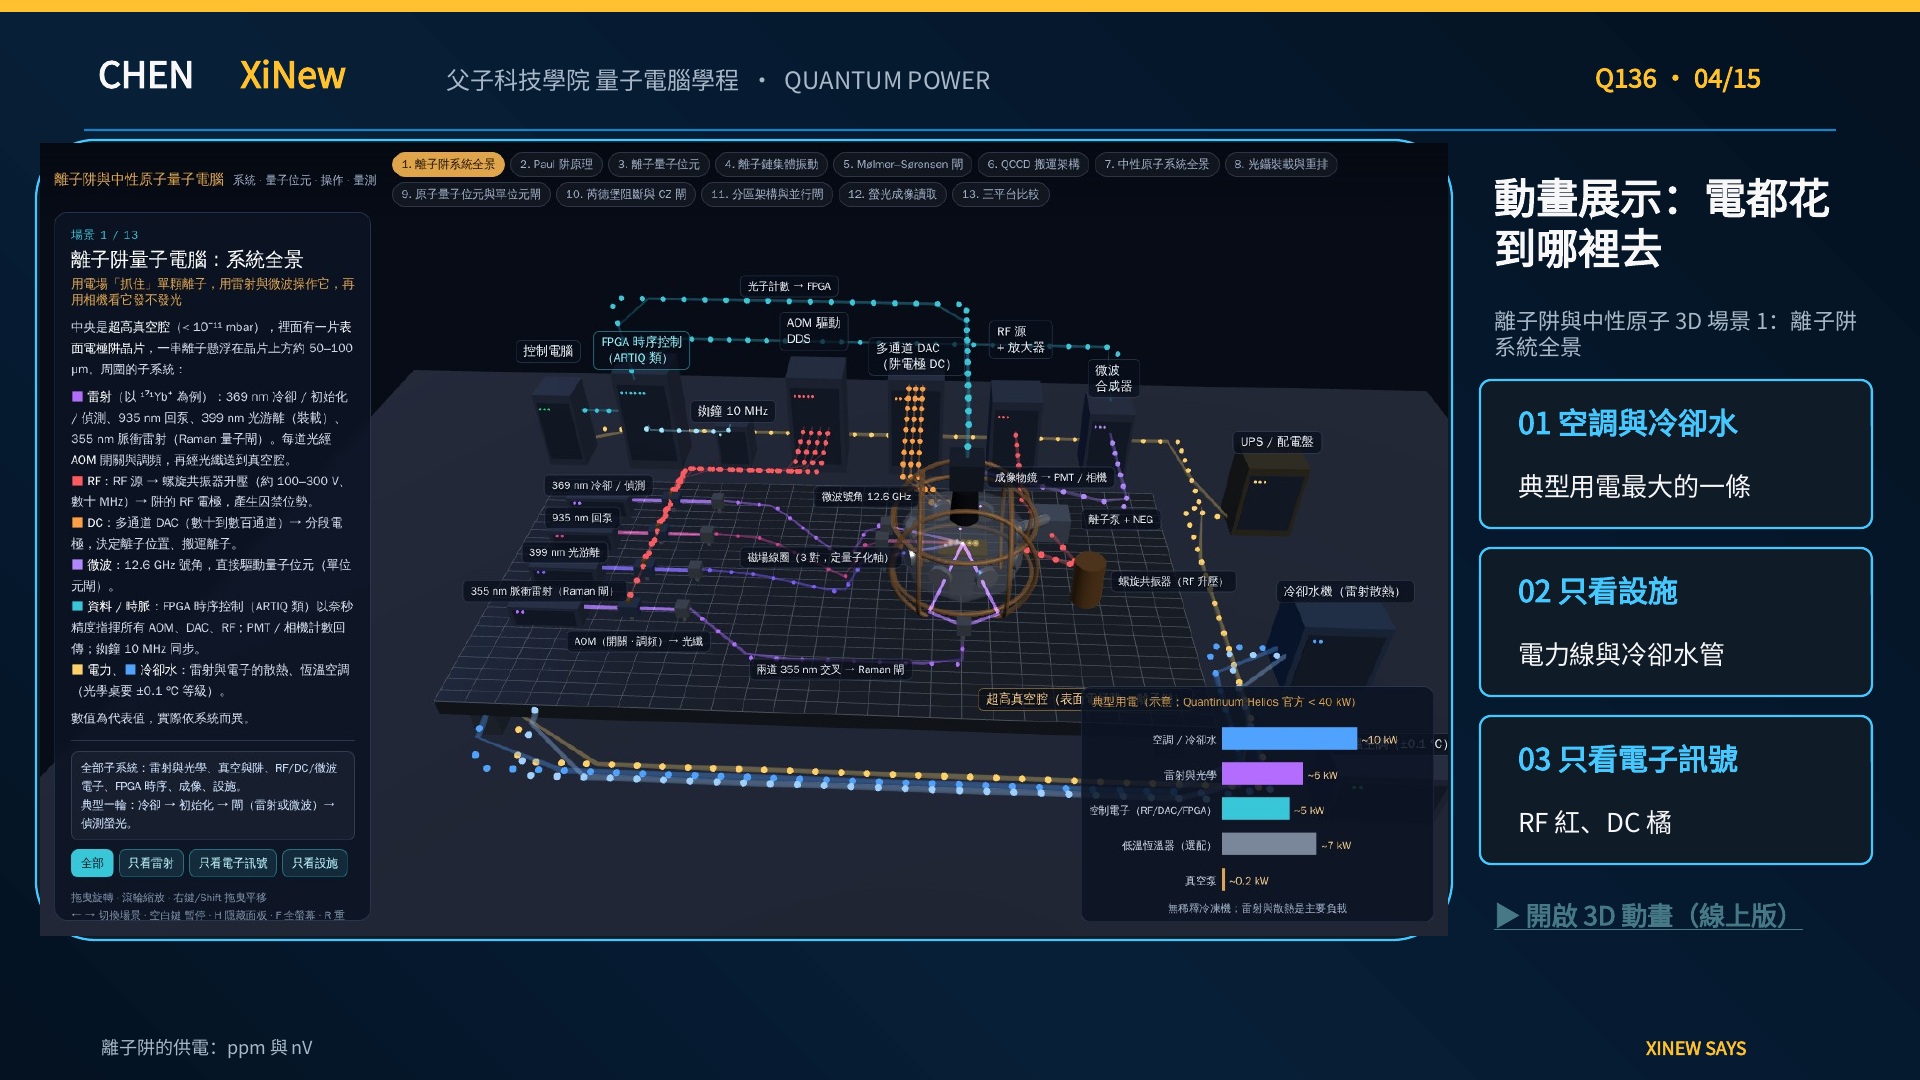 CHEN XiNew 父子科技學院 量子電腦學程 · QUANTUM POWER
Q136 · 04/15
離子阱與中性原子量子電腦 系統 · 量子位元 · 操作 · 量測
1. 離子阱系統全景
2. Paul 阱原理
3. 離子量子位元
4. 離子鏈集體振動
5. Mølmer–Sørensen 閘
6. QCCD 搬運架構
7. 中性原子系統全景
8. 光鑷裝載與重排
9. 原子量子位元與單位元閘
10. 芮德堡阻斷與 CZ 閘
11. 分區架構與並行閘
12. 螢光成像讀取
13. 三平台比較
場景 1 / 13
離子阱量子電腦：系統全景
用電場「抓住」單顆離子，用雷射與微波操作它，再
用相機看它發不發光
中央是超高真空腔（< 10⁻¹¹ mbar），裡面有一片表
面電極阱晶片，一串離子懸浮在晶片上方約 50–100
μm。周圍的子系統：
雷射（以 ¹⁷¹Yb⁺ 為例）：369 nm 冷卻 / 初始化
/ 偵測、935 nm 回泵、399 nm 光游離（裝載）、
355 nm 脈衝雷射（Raman 量子閘）。每道光經
AOM 開關與調頻，再經光纖送到真空腔。
RF：RF 源 → 螺旋共振器升壓（約 100–300 V、
數十 MHz）→ 阱的 RF 電極，產生囚禁位勢。
DC：多通道 DAC（數十到數百通道）→ 分段電
極，決定離子位置、搬運離子。
微波：12.6 GHz 號角，直接驅動量子位元（單位
元閘）。
資料 / 時脈：FPGA 時序控制（ARTIQ 類）以奈秒
精度指揮所有 AOM、DAC、RF；PMT / 相機計數回
傳；銣鐘 10 MHz 同步。
電力、冷卻水：雷射與電子的散熱、恆溫空調
（光學桌要 ±0.1 °C 等級）。
數值為代表值，實際依系統而異。
全部子系統：雷射與光學、真空與阱、RF/DC/微波
電子、FPGA 時序、成像、設施。
典型一輪：冷卻 → 初始化 → 閘（雷射或微波）→
偵測螢光。
全部
只看雷射
只看電子訊號
只看設施
拖曳旋轉 · 滾輪縮放 · 右鍵/Shift 拖曳平移
← → 切換場景 · 空白鍵 暫停 · H 隱藏面板 · F 全螢幕 · R 重
光子計數 → FPGA
控制電腦
FPGA 時序控制
（ARTIQ 類）
AOM 驅動
DDS
多通道 DAC
（阱電極 DC）
RF 源
+ 放大器
微波
合成器
銣鐘 10 MHz
UPS / 配電盤
369 nm 冷卻 / 偵測
微波號角 12.6 GHz
成像物鏡 → PMT / 相機
935 nm 回泵
離子泵 + NEG
399 nm 光游離
磁場線圈（3 對，定量子化軸）
355 nm 脈衝雷射（Raman 閘）
螺旋共振器（RF 升壓）
冷卻水機（雷射散熱）
AOM（開關 · 調頻）→ 光纖
兩道 355 nm 交叉 → Raman 閘
超高真空腔（表面
典型用電（示意；Quantinuum Helios 官方 < 40 kW）
空調 / 冷卻水 ~10 kW
雷射與光學 ~6 kW
控制電子（RF/DAC/FPGA） ~5 kW
低溫恆溫器（選配） ~7 kW
真空泵 ~0.2 kW
無稀釋冷凍機；雷射與散熱是主要負載
動畫展示：電都花
到哪裡去
離子阱與中性原子 3D 場景 1：離子阱
系統全景
01 空調與冷卻水
典型用電最大的一條
02 只看設施
電力線與冷卻水管
03 只看電子訊號
RF 紅、DC 橘
▶ 開啟 3D 動畫（線上版）
離子阱的供電：ppm 與 nV
XINEW SAYS